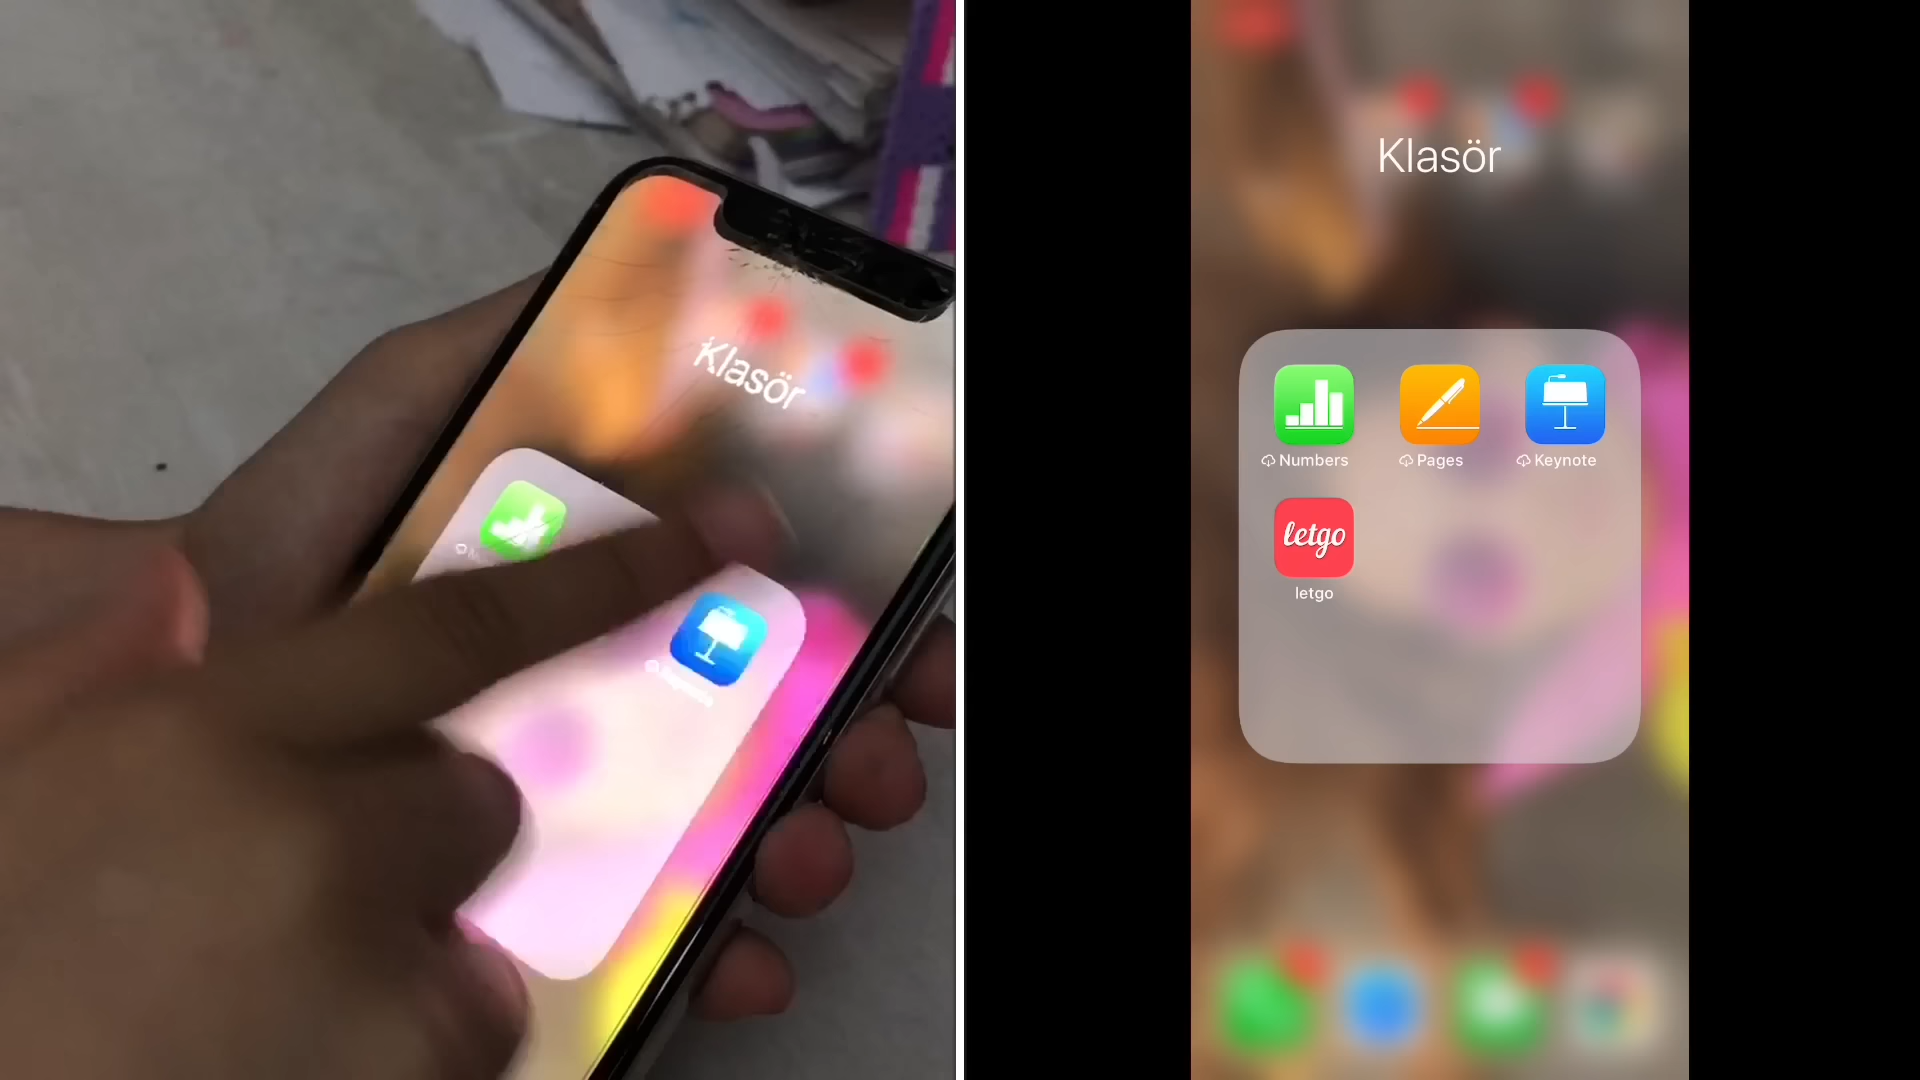 Klasör
Klasör
Numbers
Pages
Keynote
letgo
letgo